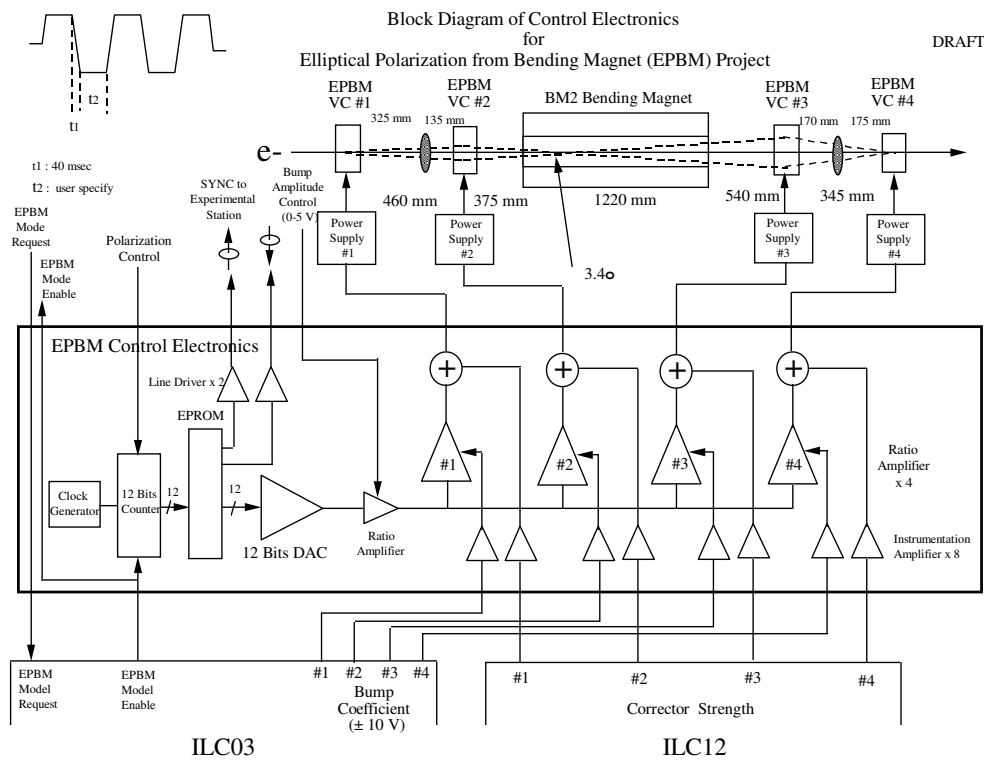 Block Diagram of Control Electronics
for
Elliptical Polarization from Bending Magnet (EPBM) Project
DRAFT
t2
t1
t1 : 40 msec
t2 : user specify
EPBM
VC #1
EPBM
VC #2
BM2 Bending Magnet
EPBM
VC #3
EPBM
VC #4
325 mm
135 mm
170 mm
175 mm
e-
460 mm
375 mm
1220 mm
540 mm
345 mm
3.4o
EPBM
Mode
Request
EPBM
Mode
Enable
Polarization
Control
SYNC to
Experimental
Station
Bump
Amplitude
Control
(0-5 V)
Power
Supply
#1
Power
Supply
#2
Power
Supply
#3
Power
Supply
#4
EPBM Control Electronics
Line Driver x 2
EPROM
+
+
+
+
#1
#2
#3
#4
Ratio
Amplifier
x 4
Clock
Generator
12 Bits
Counter
12
12
12 Bits DAC
Ratio
Amplifier
Instrumentation
Amplifier x 8
EPBM
Model
Request
EPBM
Model
Enable
#1
#2
#3
#4
Bump
Coefficient
(± 10 V)
#1
#2
#3
#4
Corrector Strength
ILC03
ILC12